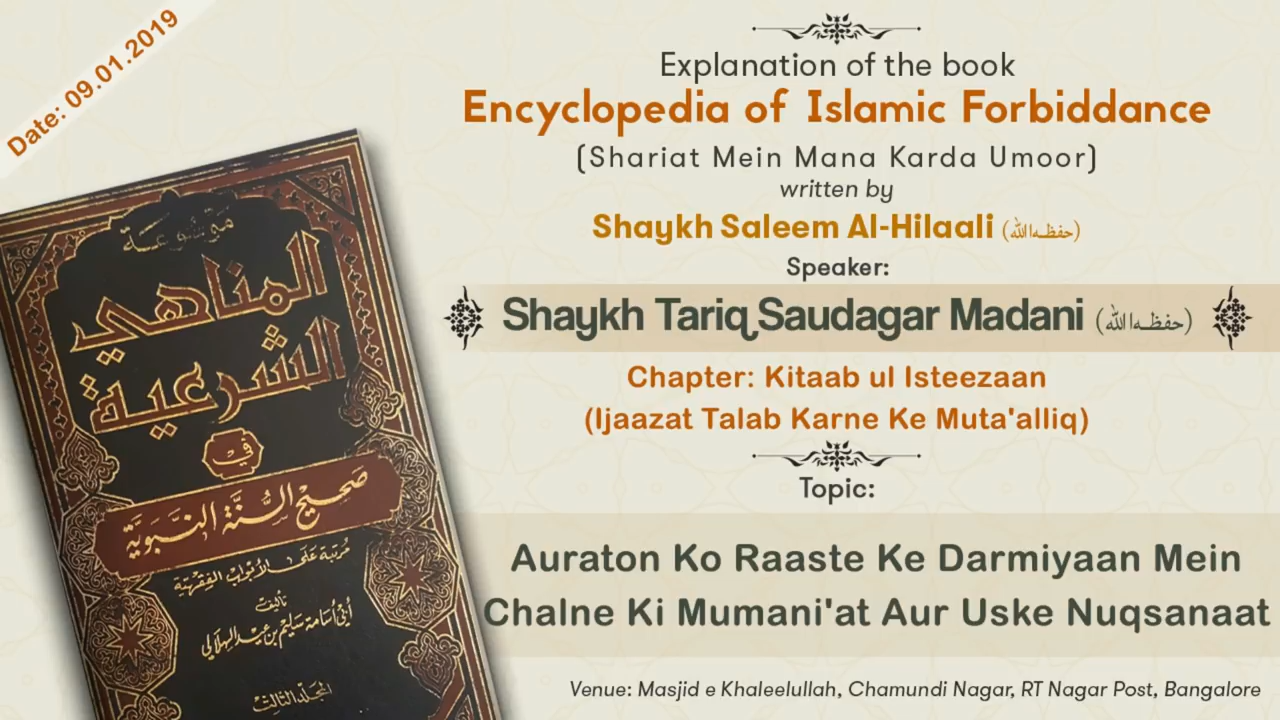 Date: 09.01.2019
Explanation of the book
Encyclopedia of Islamic Forbiddance
(Shariat Mein Mana Karda Umoor)
written by
Shaykh Saleem Al-Hilaali (حفظه الله)
Speaker:
Shaykh Tariq Saudagar Madani (حفظه الله)
Chapter: Kitaab ul Isteezaan
(Ijaazat Talab Karne Ke Muta'alliq)
Topic:
Auraton Ko Raaste Ke Darmiyaan Mein
Chalne Ki Mumani'at Aur Uske Nuqsanaat
Venue: Masjid e Khaleelullah, Chamundi Nagar, RT Nagar Post, Bangalore
موسوعة
المناهي
الشرعية
في
صحيح السنة النبوية
مرتبة على الأبواب الفقهية
تأليف
أبي أسامة سليم بن عيد الهلالي
المجلد الثالث